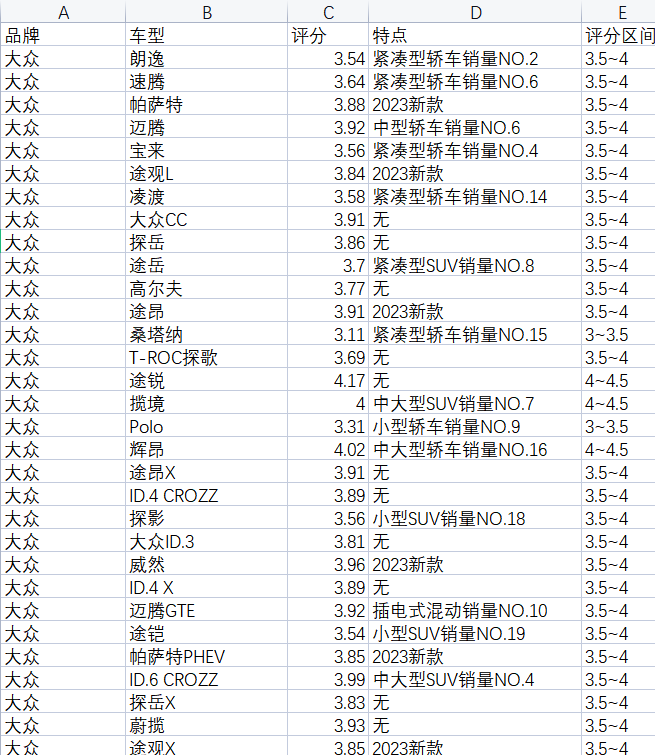 A B C D E
品牌 车型 评分 特点 评分区间
大众 朗逸 3.54 紧凑型轿车销量NO.2 3.5~4
大众 速腾 3.64 紧凑型轿车销量NO.6 3.5~4
大众 帕萨特 3.88 2023新款 3.5~4
大众 迈腾 3.92 中型轿车销量NO.6 3.5~4
大众 宝来 3.56 紧凑型轿车销量NO.4 3.5~4
大众 途观L 3.84 2023新款 3.5~4
大众 凌渡 3.58 紧凑型轿车销量NO.14 3.5~4
大众 大众CC 3.91 无 3.5~4
大众 探岳 3.86 无 3.5~4
大众 途岳 3.7 紧凑型SUV销量NO.8 3.5~4
大众 高尔夫 3.77 无 3.5~4
大众 途昂 3.91 2023新款 3.5~4
大众 桑塔纳 3.11 紧凑型轿车销量NO.15 3~3.5
大众 T-ROC探歌 3.69 无 3.5~4
大众 途锐 4.17 无 4~4.5
大众 揽境 4 中大型SUV销量NO.7 4~4.5
大众 Polo 3.31 小型轿车销量NO.9 3~3.5
大众 辉昂 4.02 中大型轿车销量NO.16 4~4.5
大众 途昂X 3.91 无 3.5~4
大众 ID.4 CROZZ 3.89 无 3.5~4
大众 探影 3.56 小型SUV销量NO.18 3.5~4
大众 大众ID.3 3.81 无 3.5~4
大众 威然 3.96 2023新款 3.5~4
大众 ID.4 X 3.89 无 3.5~4
大众 迈腾GTE 3.92 插电式混动销量NO.10 3.5~4
大众 途铠 3.54 小型SUV销量NO.19 3.5~4
大众 帕萨特PHEV 3.85 2023新款 3.5~4
大众 ID.6 CROZZ 3.99 中大型SUV销量NO.4 3.5~4
大众 探岳X 3.83 无 3.5~4
大众 蔚揽 3.93 无 3.5~4
大众 途观X 3.85 2023新款 3.5~4